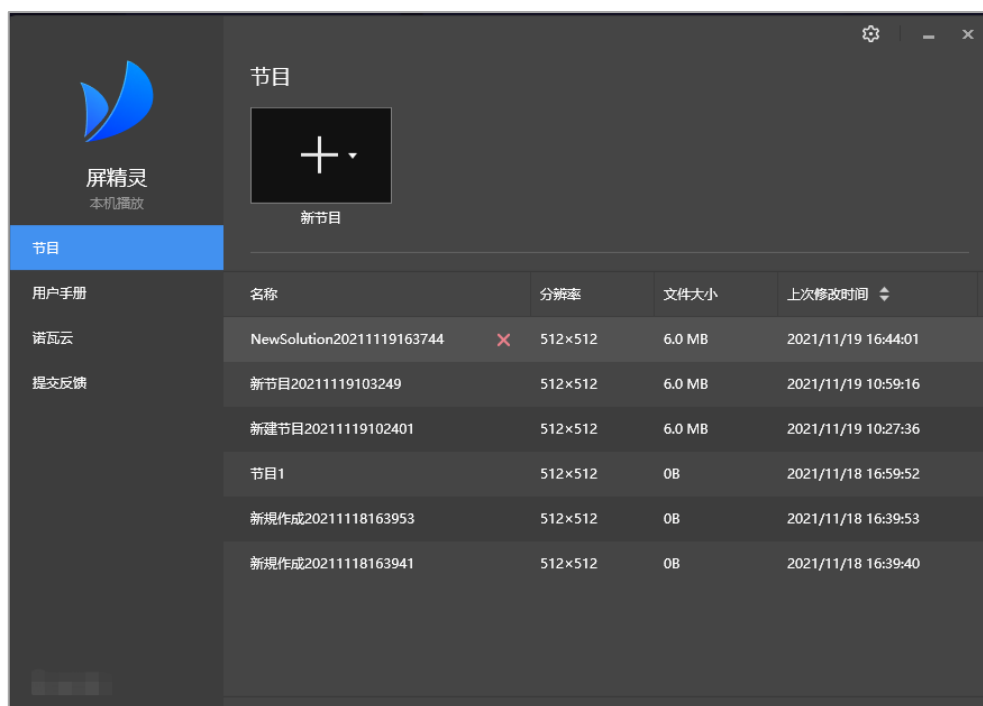 屏精灵
本机播放
节目
用户手册
诺瓦云
提交反馈
节目
新节目
名称 分辨率 文件大小 上次修改时间
NewSolution20211119163744 512×512 6.0 MB 2021/11/19 16:44:01
新节目20211119103249 512×512 6.0 MB 2021/11/19 10:59:16
新建节目20211119102401 512×512 6.0 MB 2021/11/19 10:27:36
节目1 512×512 0B 2021/11/18 16:59:52
新規作成20211118163953 512×512 0B 2021/11/18 16:39:53
新規作成20211118163941 512×512 0B 2021/11/18 16:39:40